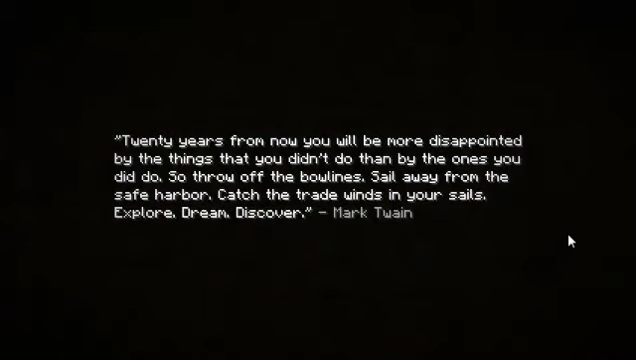 "Twenty years from now you will be more disappointed
by the things that you didn't do than by the ones you
did do. So throw off the bowlines. Sail away from the
safe harbor. Catch the trade winds in your sails.
Explore. Dream. Discover." - Mark Twain